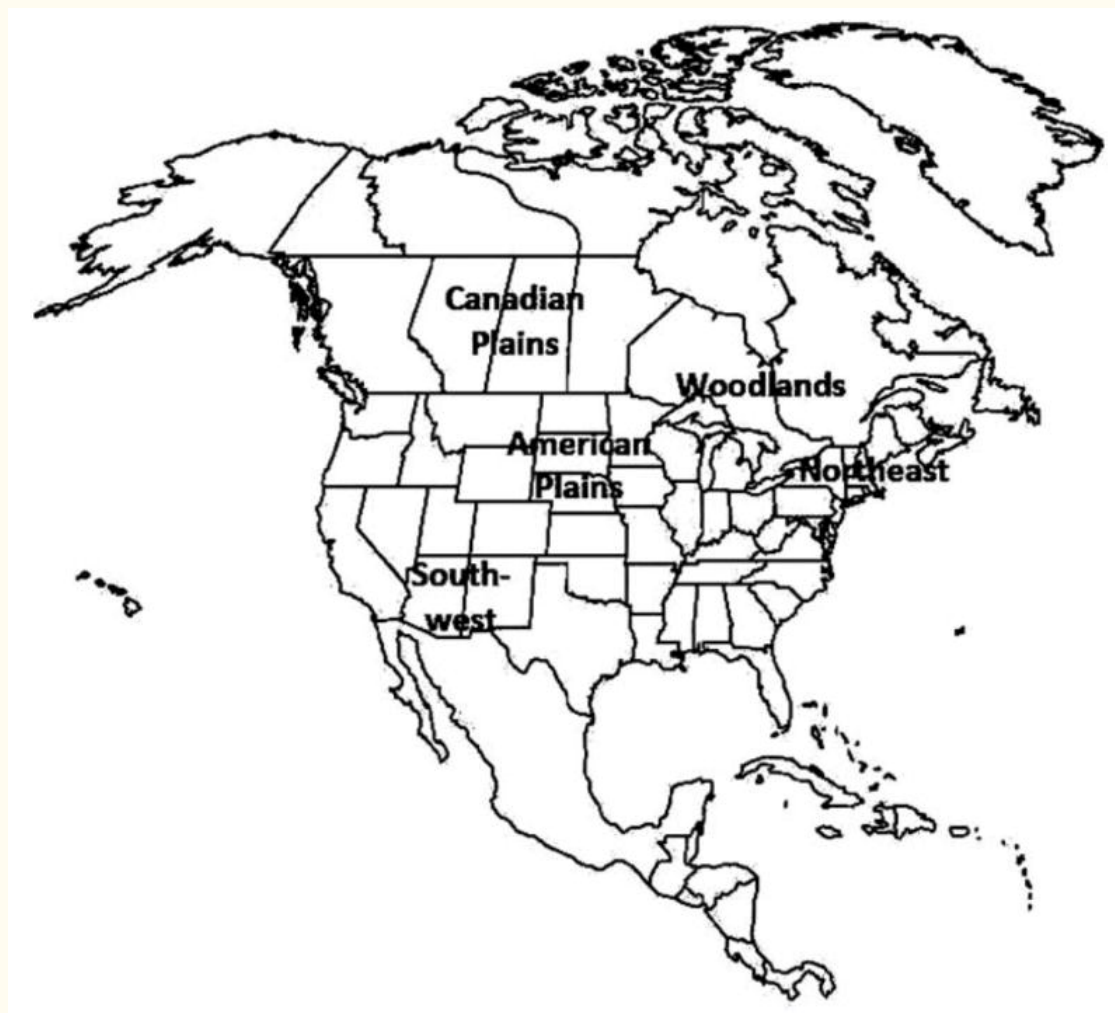 Canadian
Plains
Woodlands
American
Plains
Northeast
South-
west